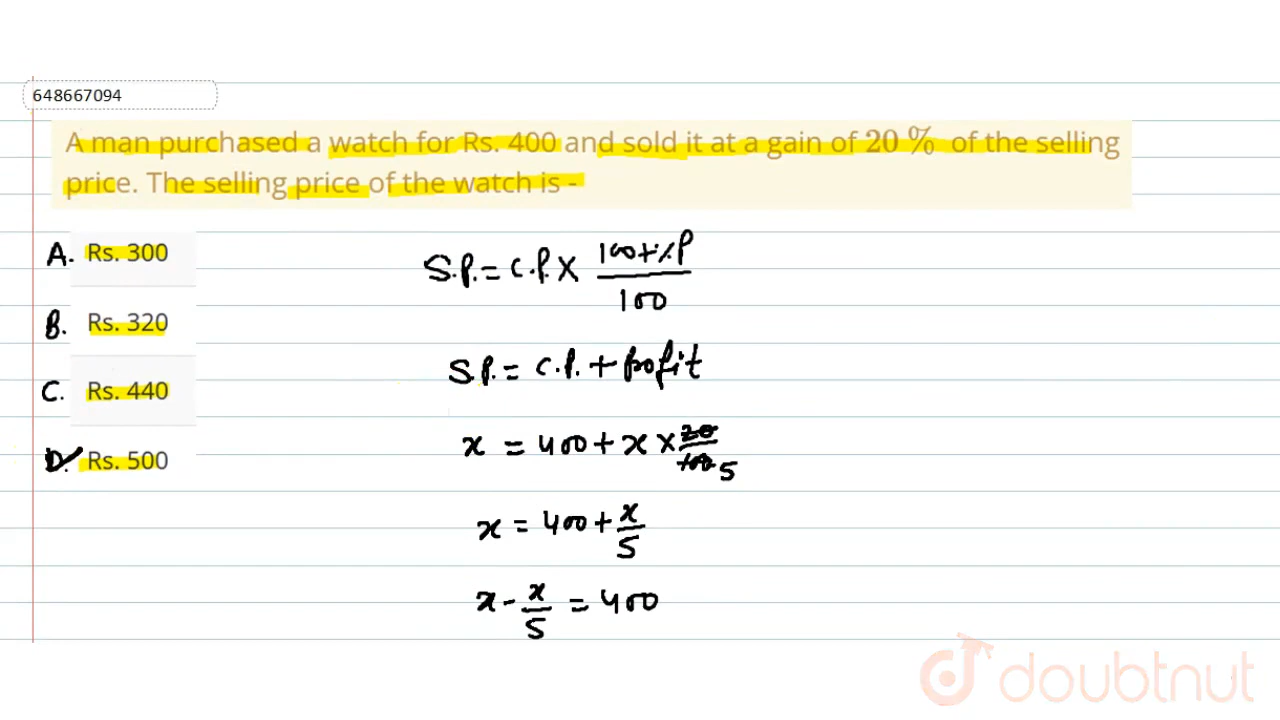 648667094
A man purchased a watch for Rs. 400 and sold it at a gain of 20 % of the selling
price. The selling price of the watch is -
A. Rs. 300
B. Rs. 320
C. Rs. 440
D. Rs. 500
S.P. = C.P. × (100+%P)/100
S.P. = C.P. + profit
x = 400 + x × 20/100 5
x = 400 + x/5
x - x/5 = 400
doubtnut